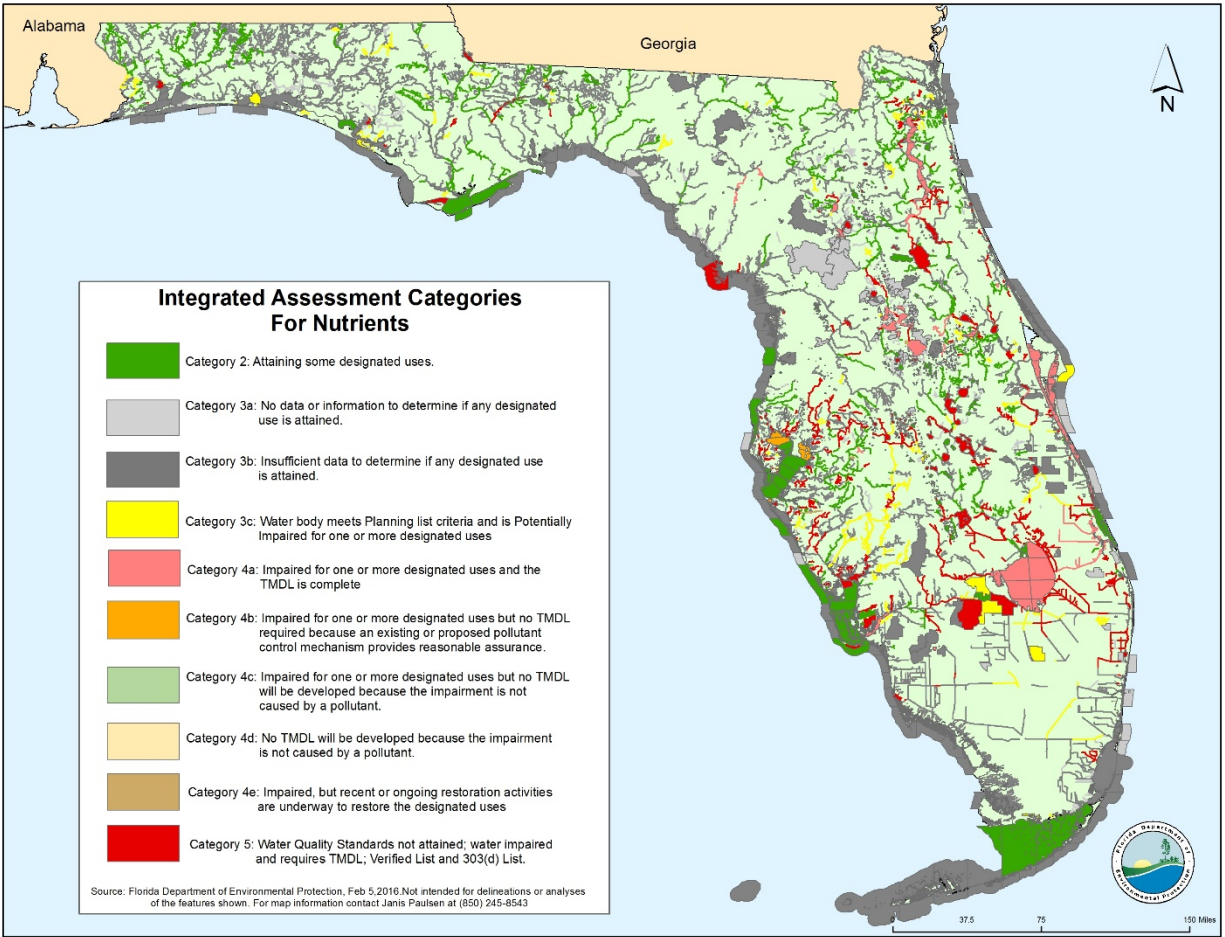 Alabama
Georgia
N
Integrated Assessment Categories
For Nutrients
Category 2: Attaining some designated uses.
Category 3a: No data or information to determine if any designated
use is attained.
Category 3b: Insufficient data to determine if any designated use
is attained.
Category 3c: Water body meets Planning list criteria and is Potentially
Impaired for one or more designated uses
Category 4a: Impaired for one or more designated uses and the
TMDL is complete
Category 4b: Impaired for one or more designated uses but no TMDL
required because an existing or proposed pollutant
control mechanism provides reasonable assurance.
Category 4c: Impaired for one or more designated uses but no TMDL
will be developed because the impairment is not
caused by a pollutant.
Category 4d: No TMDL will be developed because the impairment
is not caused by a pollutant.
Category 4e: Impaired, but recent or ongoing restoration activities
are underway to restore the designated uses
Category 5: Water Quality Standards not attained; water impaired
and requires TMDL; Verified List and 303(d) List.
Source: Florida Department of Environmental Protection, Feb 5,2016.Not intended for delineations or analyses
of the features shown. For map information contact Janis Paulsen at (850) 245-8543
Florida Department of
Environmental Protection
0 37.5 75 150 Miles